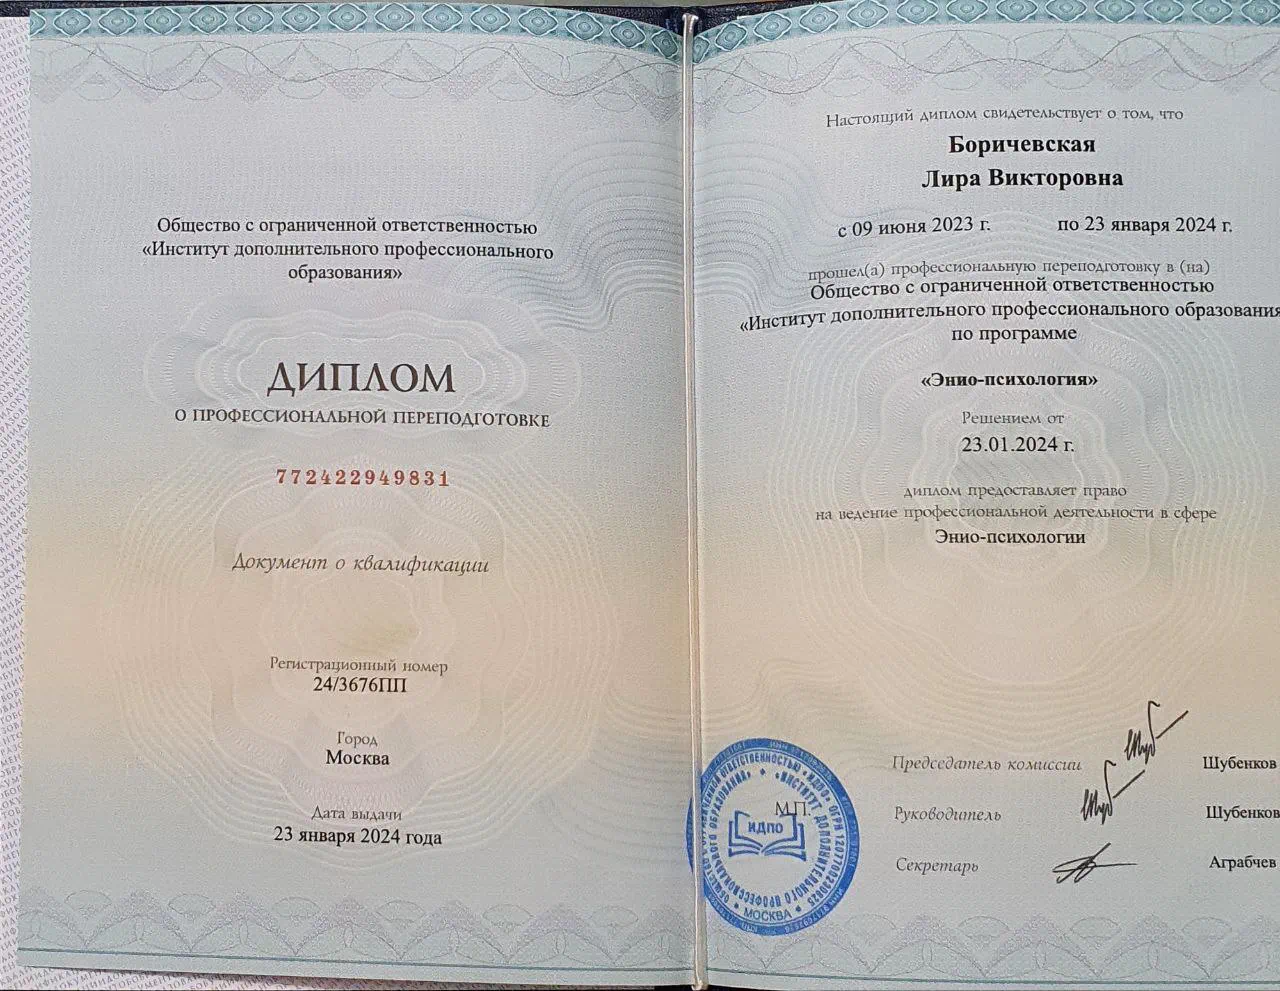 Общество с ограниченной ответственностью
«Институт дополнительного профессионального
образования»
ДИПЛОМ
О ПРОФЕССИОНАЛЬНОЙ ПЕРЕПОДГОТОВКЕ
772422949831
Документ о квалификации
Регистрационный номер
24/3676ПП
Город
Москва
Дата выдачи
23 января 2024 года
Настоящий диплом свидетельствует о том, что
Боричевская
Лира Викторовна
с 09 июня 2023 г. по 23 января 2024 г.
прошел(а) профессиональную переподготовку в (на)
Общество с ограниченной ответственностью
«Институт дополнительного профессионального образования
по программе
«Энио-психология»
Решением от
23.01.2024 г.
диплом предоставляет право
на ведение профессиональной деятельности в сфере
Энио-психологии
Председатель комиссии Шубенков
Руководитель Шубенков
Секретарь Аграбчев
М.П.
ИДПО
МОСКВА